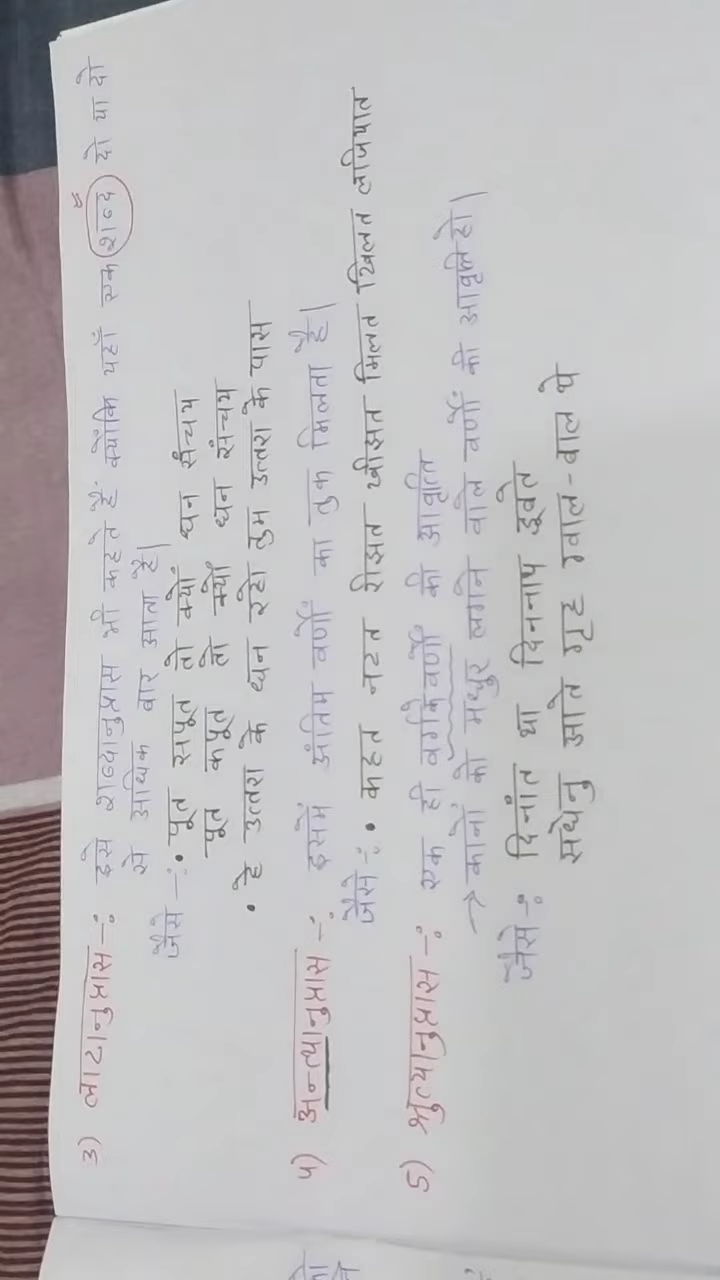 3) लाटानुप्रास -: इसे शब्दानुप्रास भी कहते हैं क्योंकि यहाँ एक शब्द दो या दो
से अधिक बार आता है।
जैसे -: • पूत सपूत तो क्यों धन संचय
पूत कपूत तो क्यों धन संचय
• हे उत्तरा के धन रहो तुम उत्तरा के पास
4) अन्त्यानुप्रास -: इसमें अंतिम वर्णों का तुक मिलता है।
जैसे -: • कहत नटत रीझत खीझत मिलत खिलत लजियात
5) श्रुत्यानुप्रास -: एक ही वर्ग के वर्णों की आवृत्ति
→ कानों को मधुर लगने वाले वर्णों की आवृत्ति हो।
जैसे -: दिनांत था दिननाथ डूबते
सधेनु आते गृह ग्वाल-बाल थे